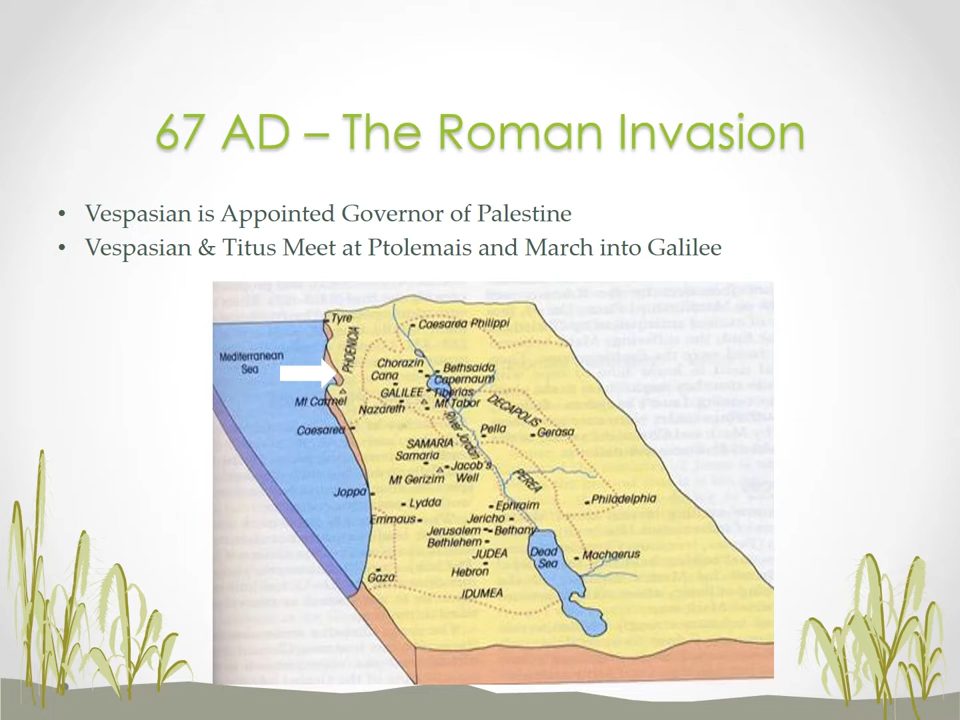 67 AD – The Roman Invasion
• Vespasian is Appointed Governor of Palestine
• Vespasian & Titus Meet at Ptolemais and March into Galilee
Tyre
Caesarea Philippi
PHOENICIA
Mediterranean
Sea
Chorazin
Bethsaida
Cana
Capernaum
GALILEE
Tiberias
Mt Carmel
Mt Tabor
Nazareth
DECAPOLIS
Caesarea
River Jordan
Pella
Gerasa
SAMARIA
Samaria
Jacob's
Well
Mt Gerizim
PEREA
Joppa
Lydda
Ephraim
Philadelphia
Emmaus
Jericho
Jerusalem
Bethany
Bethlehem
JUDEA
Dead
Sea
Machaerus
Hebron
Gaza
IDUMEA